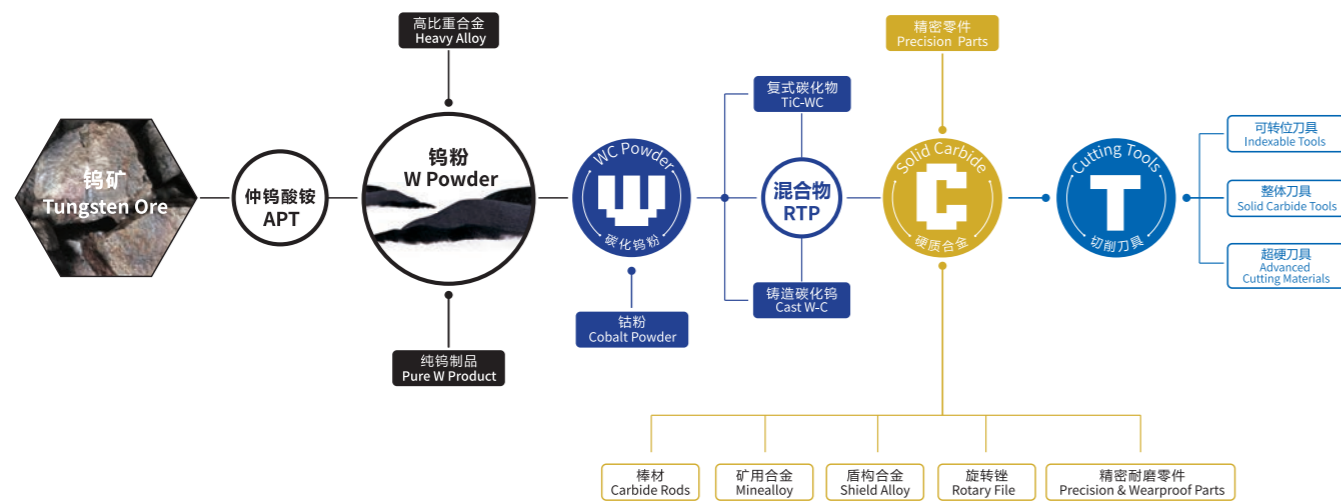 钨矿
Tungsten Ore
仲钨酸铵
APT
高比重合金
Heavy Alloy
钨粉
W Powder
纯钨制品
Pure W Product
WC Powder
碳化钨粉
钴粉
Cobalt Powder
复式碳化物
TiC-WC
混合物
RTP
铸造碳化钨
Cast W-C
精密零件
Precision Parts
Solid Carbide
C
硬质合金
Cutting Tools
T
切削刀具
可转位刀具
Indexable Tools
整体刀具
Solid Carbide Tools
超硬刀具
Advanced
Cutting Materials
棒材
Carbide Rods
矿用合金
Minealloy
盾构合金
Shield Alloy
旋转锉
Rotary File
精密耐磨零件
Precision & Wearproof Parts